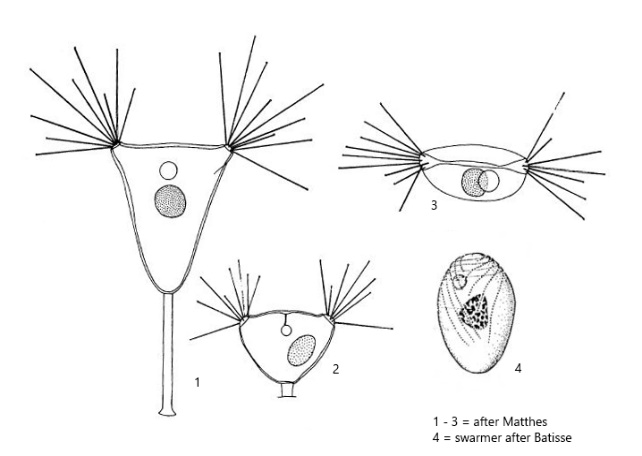 3
1
2
4
1 - 3 = after Matthes
4 = swarmer after Batisse